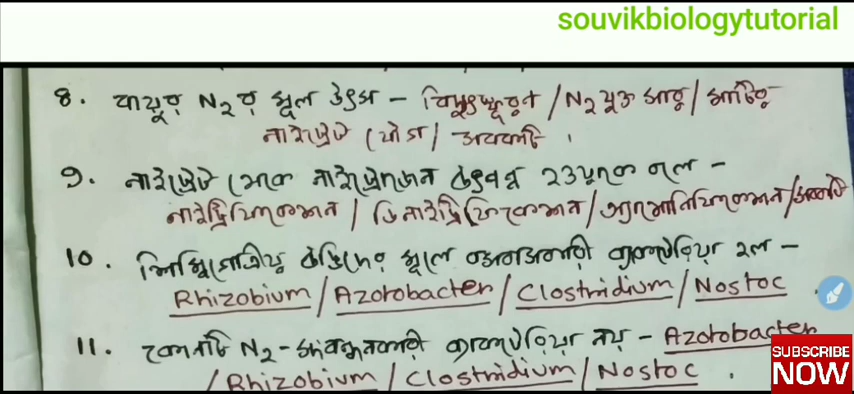 souvikbiologytutorial
8. বায়ুর N2 র মূল উৎস – বিদ্যুৎস্ফুরণ / N2 যুক্ত সার / মাটির
নাইট্রেট যৌগ / সবকটি ।
9. নাইট্রেট থেকে নাইট্রোজেন উৎপন্ন হওয়াকে বলে –
নাইট্রিফিকেশন / ডিনাইট্রিফিকেশন / অ্যামোনিফিকেশন / সবকটি
10. শিম্বগোত্রীয় উদ্ভিদের মূলে বসবাসকারী ব্যাকটেরিয়া হল –
Rhizobium / Azotobacter / Clostridium / Nostoc .
11. কোনটি N2 - সংবন্ধনকারী ব্যাকটেরিয়া নয় – Azotobacter
/ Rhizobium / Clostridium / Nostoc .
SUBSCRIBE
NOW